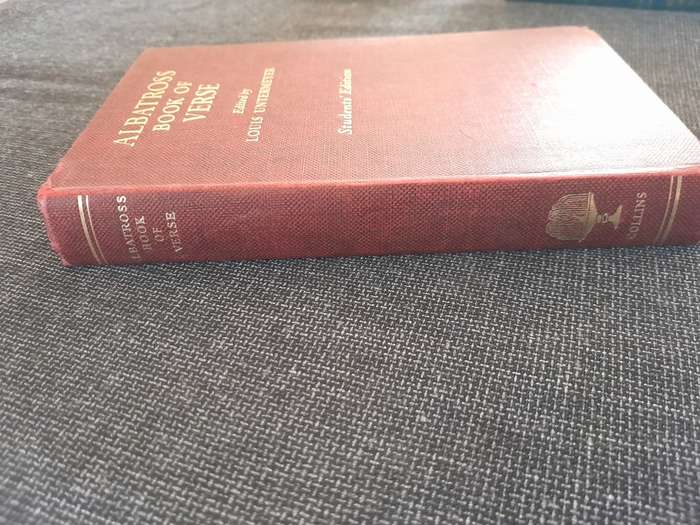 ALBATROSS
BOOK OF
VERSE
Edited by
LOUIS UNTERMEYER
Students' Edition
ALBATROSS
BOOK
OF
VERSE
COLLINS